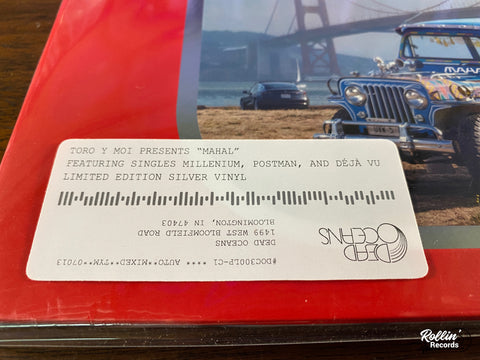 TORO Y MOI PRESENTS "MAHAL"
FEATURING SINGLES MILLENIUM, POSTMAN, AND DÉJÀ VU
LIMITED EDITION SILVER VINYL
DEAD OCEANS
1499 WEST BLOOMFIELD ROAD
BLOOMINGTON, IN 47403
#DOC300LP-C1 **** AUTO**MIXED**TYM**07013
DEAD
OCEANS
Rollin'
Records